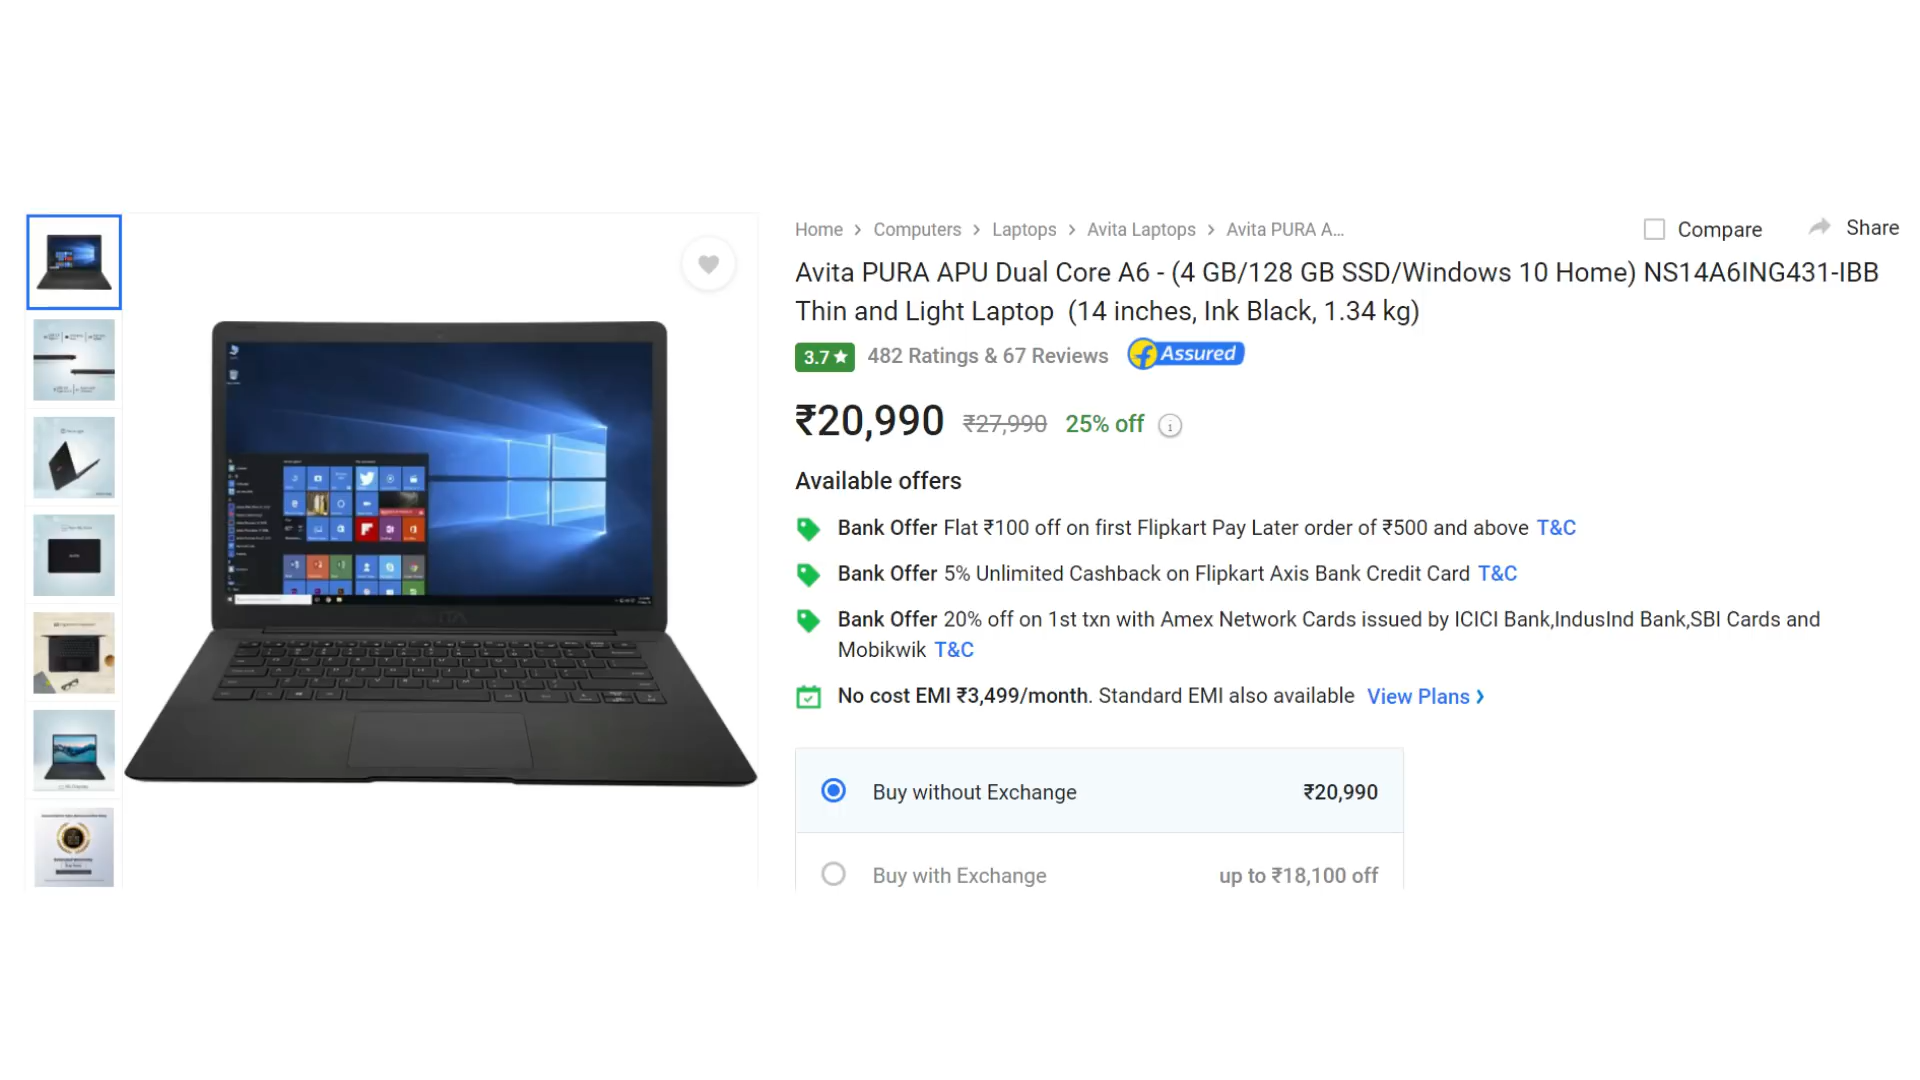 Home > Computers > Laptops > Avita Laptops > Avita PURA A...
Compare
Share
Avita PURA APU Dual Core A6 - (4 GB/128 GB SSD/Windows 10 Home) NS14A6ING431-IBB
Thin and Light Laptop (14 inches, Ink Black, 1.34 kg)
3.7★ 482 Ratings & 67 Reviews Assured
₹20,990 ₹27,990 25% off
Available offers
Bank Offer Flat ₹100 off on first Flipkart Pay Later order of ₹500 and above T&C
Bank Offer 5% Unlimited Cashback on Flipkart Axis Bank Credit Card T&C
Bank Offer 20% off on 1st txn with Amex Network Cards issued by ICICI Bank,IndusInd Bank,SBI Cards and
Mobikwik T&C
No cost EMI ₹3,499/month. Standard EMI also available View Plans >
Buy without Exchange ₹20,990
Buy with Exchange up to ₹18,100 off